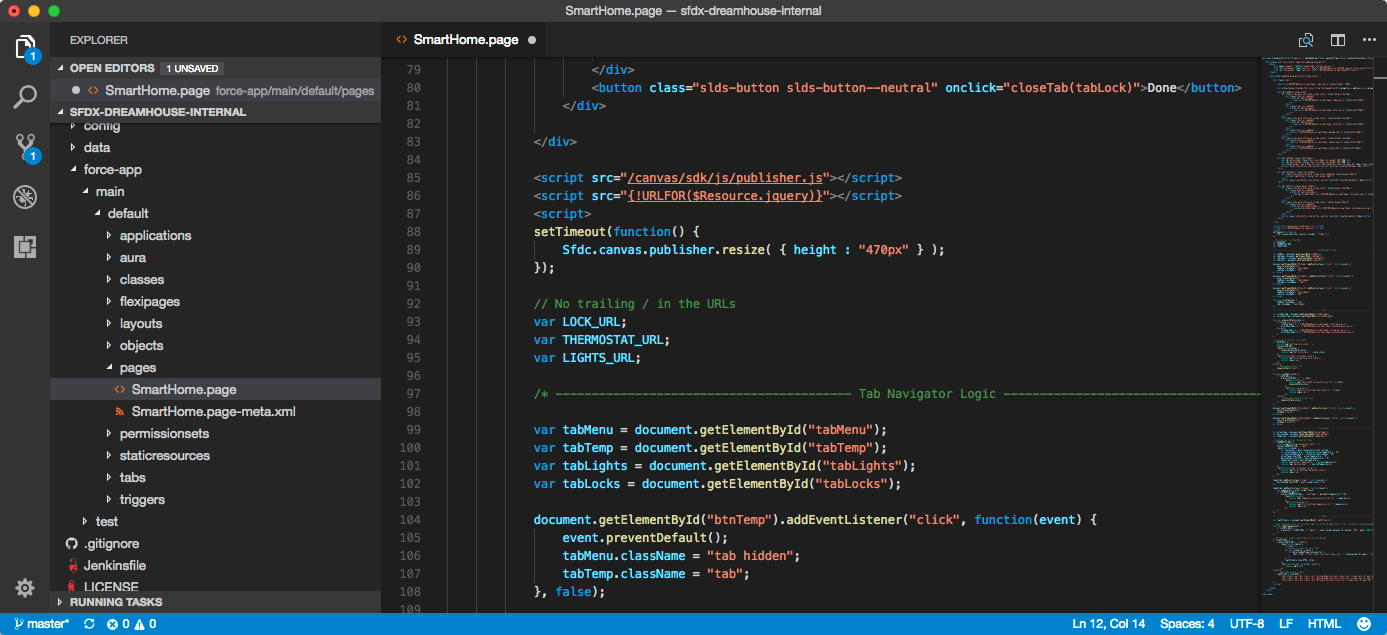 SmartHome.page — sfdx-dreamhouse-internal
EXPLORER
OPEN EDITORS 1 UNSAVED
SmartHome.page force-app/main/default/pages
SFDX-DREAMHOUSE-INTERNAL
config
data
force-app
main
default
applications
aura
classes
flexipages
layouts
objects
pages
SmartHome.page
SmartHome.page-meta.xml
permissionsets
staticresources
tabs
triggers
test
.gitignore
Jenkinsfile
LICENSE
RUNNING TASKS
1
1
<> SmartHome.page
79 </div>
80 <button class="slds-button slds-button--neutral" onclick="closeTab(tabLock)">Done</button>
81 </div>
82
83 </div>
84
85 <script src="/canvas/sdk/js/publisher.js"></script>
86 <script src="{!URLFOR($Resource.jquery)}"></script>
87 <script>
88 setTimeout(function() {
89 Sfdc.canvas.publisher.resize( { height : "470px" } );
90 });
91
92 // No trailing / in the URLs
93 var LOCK_URL;
94 var THERMOSTAT_URL;
95 var LIGHTS_URL;
96
97 /* ----------------------------------------- Tab Navigator Logic ------------------------------------
98
99 var tabMenu = document.getElementById("tabMenu");
100 var tabTemp = document.getElementById("tabTemp");
101 var tabLights = document.getElementById("tabLights");
102 var tabLocks = document.getElementById("tabLocks");
103
104 document.getElementById("btnTemp").addEventListener("click", function(event) {
105 event.preventDefault();
106 tabMenu.className = "tab hidden";
107 tabTemp.className = "tab";
108 }, false);
109
master* 0 0 Ln 12, Col 14 Spaces: 4 UTF-8 LF HTML